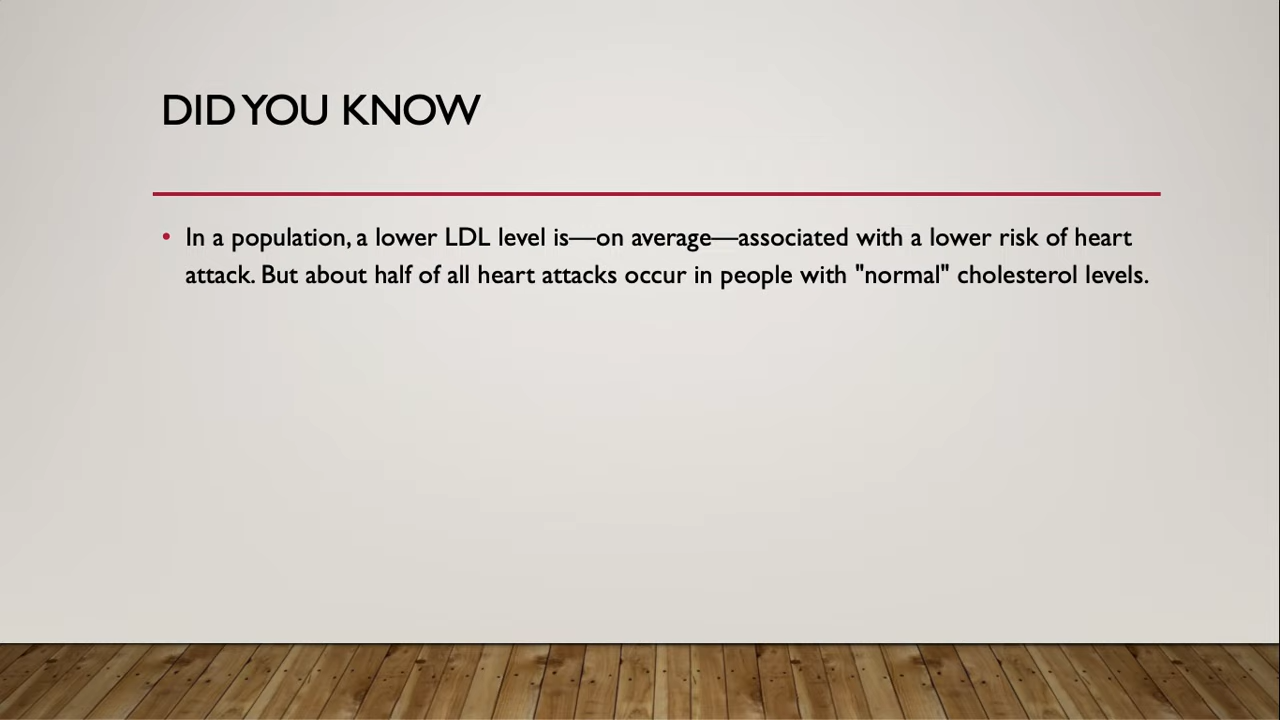 DID YOU KNOW
• In a population, a lower LDL level is—on average—associated with a lower risk of heart
attack. But about half of all heart attacks occur in people with "normal" cholesterol levels.